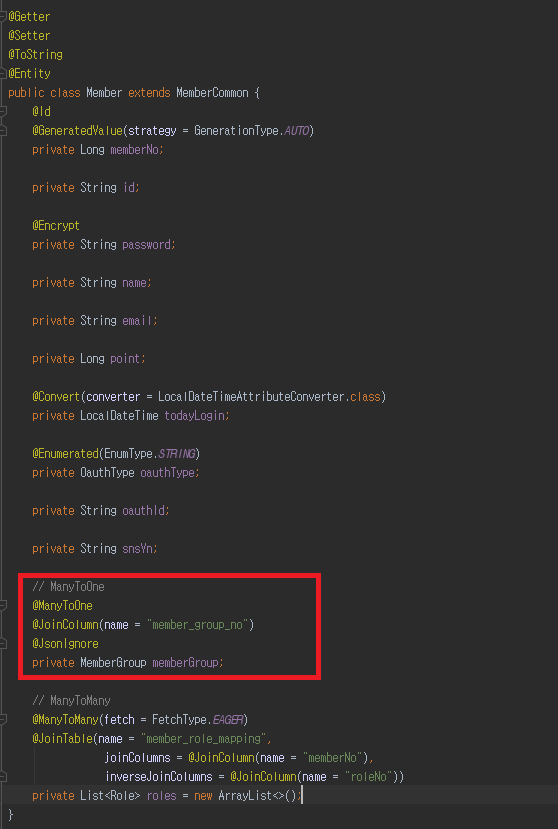 @Getter
@Setter
@ToString
@Entity
public class Member extends MemberCommon {
@Id
@GeneratedValue(strategy = GenerationType.AUTO)
private Long memberNo;
private String id;
@Encrypt
private String password;
private String name;
private String email;
private Long point;
@Convert(converter = LocalDateTimeAttributeConverter.class)
private LocalDateTime todayLogin;
@Enumerated(EnumType.STRING)
private OauthType oauthType;
private String oauthId;
private String snsYn;
// ManyToOne
@ManyToOne
@JoinColumn(name = "member_group_no")
@JsonIgnore
private MemberGroup memberGroup;
// ManyToMany
@ManyToMany(fetch = FetchType.EAGER)
@JoinTable(name = "member_role_mapping",
joinColumns = @JoinColumn(name = "memberNo"),
inverseJoinColumns = @JoinColumn(name = "roleNo"))
private List<Role> roles = new ArrayList<>();
}